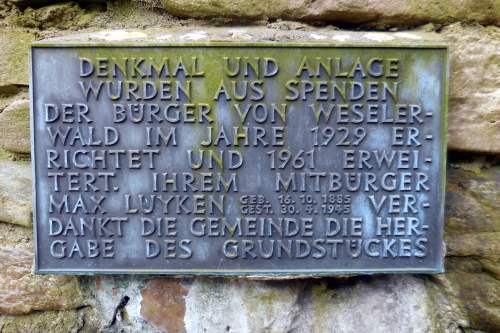 DENKMAL UND ANLAGE
WURDEN AUS SPENDEN
DER BÜRGER VON WESELER-
WALD IM JAHRE 1929 ER-
RICHTET UND 1961 ERWEI-
TERT. IHREM MITBÜRGER
MAX LUYKEN GEB. 16.10.1885 GEST. 30.4.1945 VER-
DANKT DIE GEMEINDE DIE HER-
GABE DES GRUNDSTÜCKES